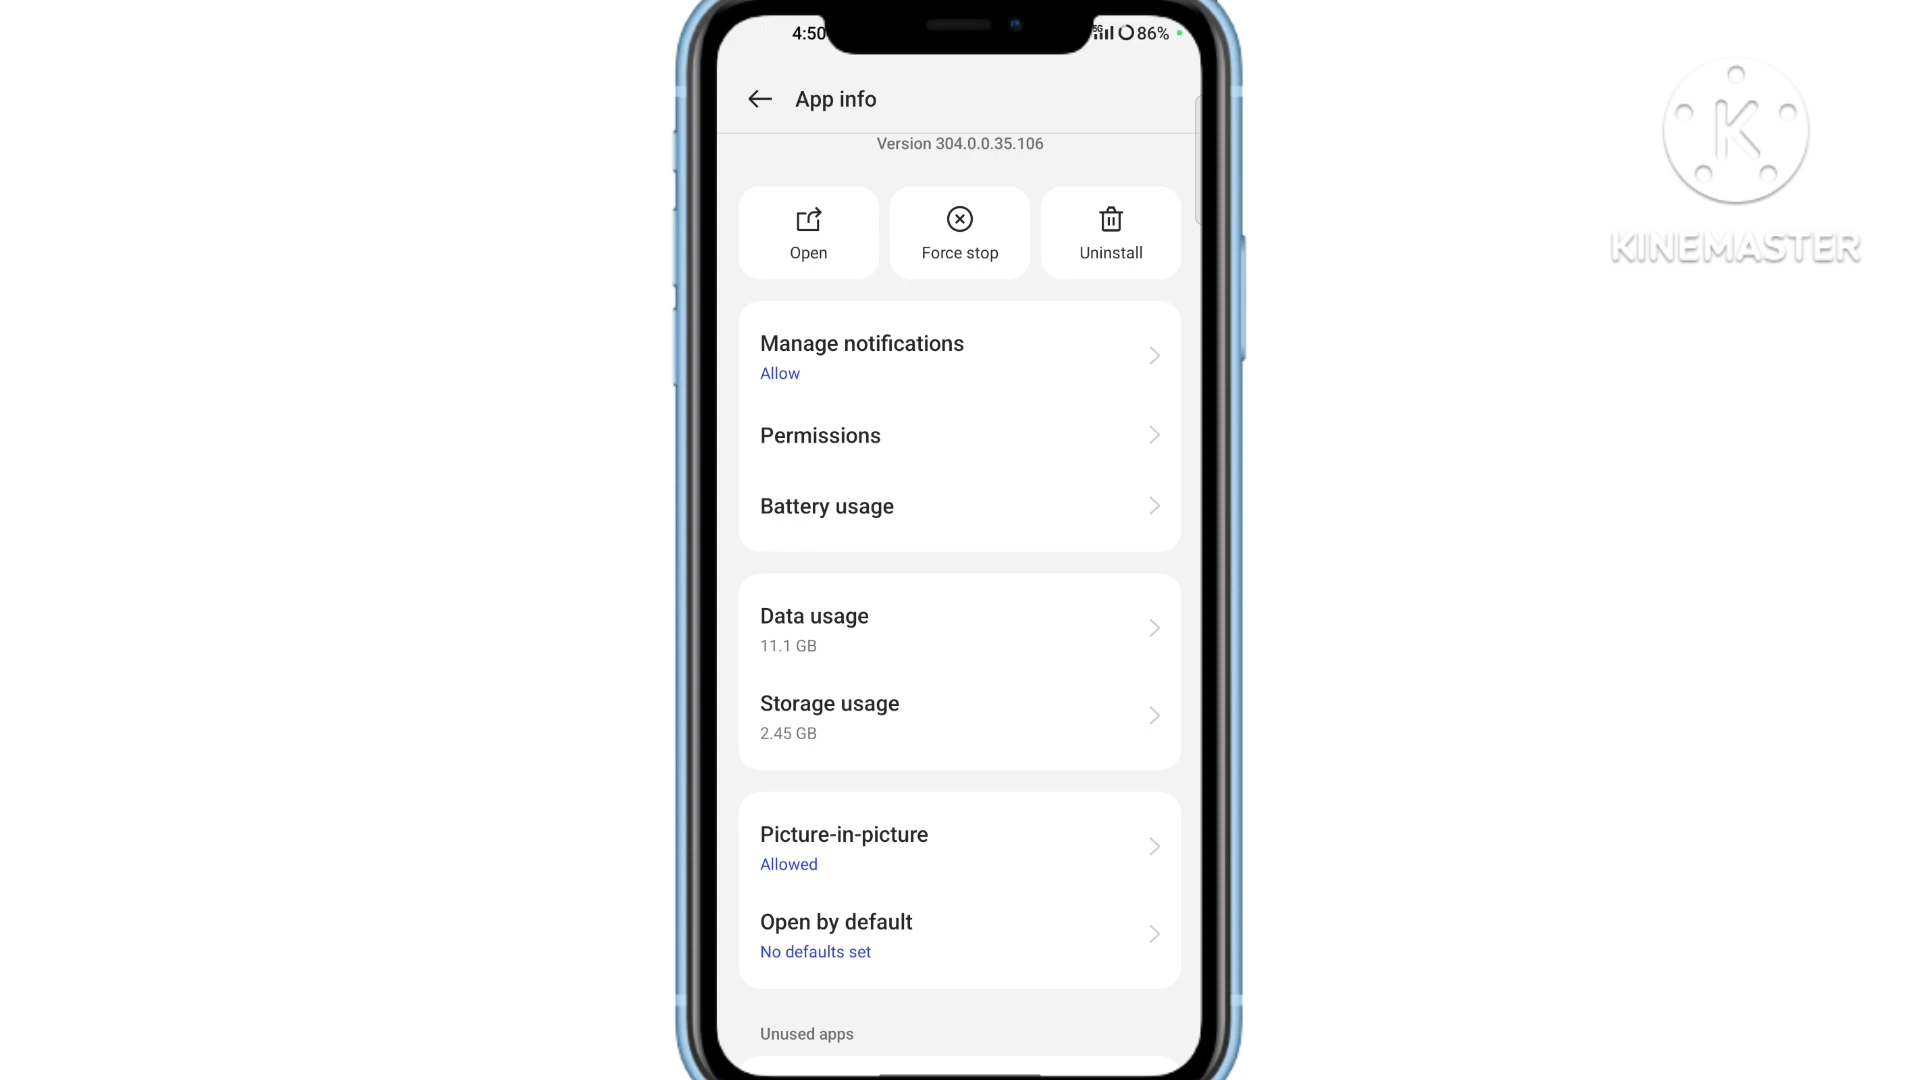 4:50
5G
86%
App info
Version 304.0.0.35.106
Open
Force stop
Uninstall
Manage notifications
Allow
Permissions
Battery usage
Data usage
11.1 GB
Storage usage
2.45 GB
Picture-in-picture
Allowed
Open by default
No defaults set
Unused apps
K
KINEMASTER